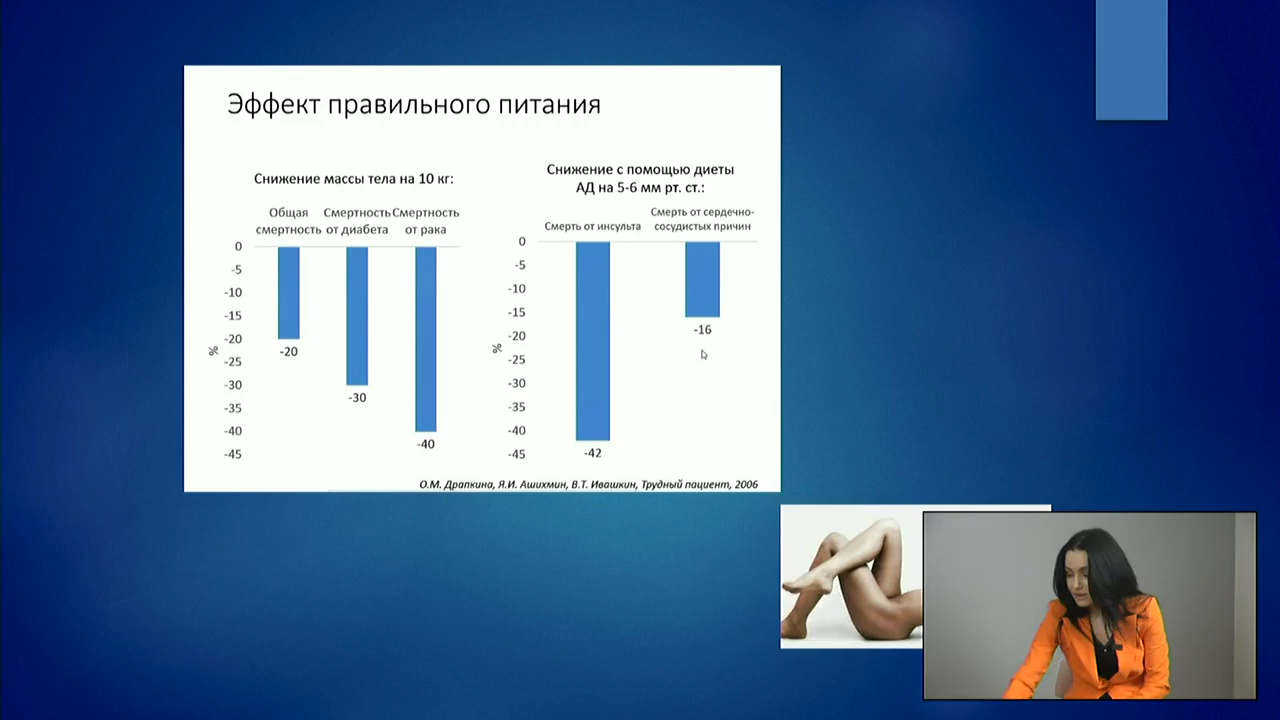 Эффект правильного питания
Снижение массы тела на 10 кг:
Общая смертность
Смертность от диабета
Смертность от рака
0
-5
-10
-15
-20
-25
-30
-35
-40
-45
%
-20
-30
-40
Снижение с помощью диеты
АД на 5-6 мм рт. ст.:
Смерть от инсульта
Смерть от сердечно-
сосудистых причин
0
-5
-10
-15
-20
-25
-30
-35
-40
-45
%
-42
-16
О.М. Драпкина, Я.И. Ашихмин, В.Т. Ивашкин, Трудный пациент, 2006